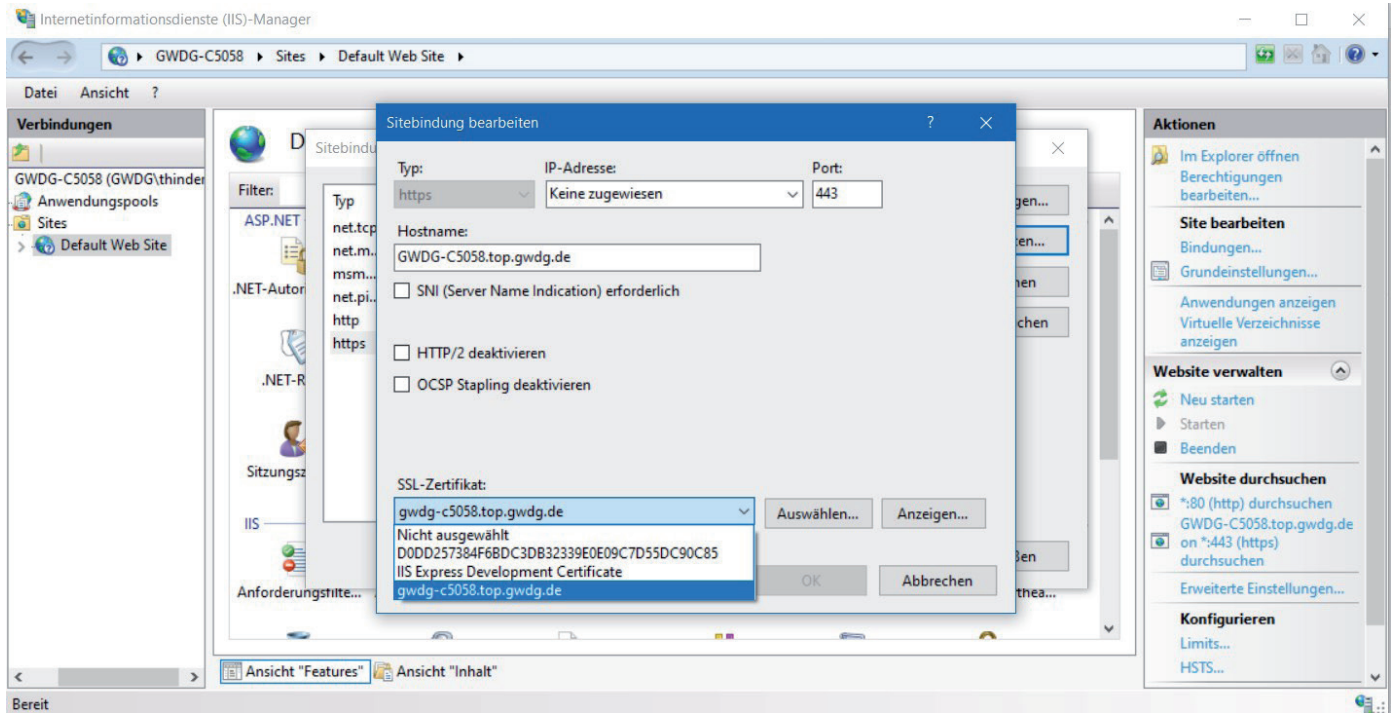 Internetinformationsdienste (IIS)-Manager
GWDG-C5058 Sites Default Web Site
Datei Ansicht ?
Verbindungen
GWDG-C5058 (GWDG\thinder
Anwendungspools
Sites
Default Web Site
Filter:
ASP.NET
.NET-Autor
.NET-R
Sitzungsz
IIS
Anforderungsfilte...
Sitebindu
Typ
net.tcp
net.m..
msm...
net.pi..
http
https
gen...
ten...
nen
chen
ßen
thea...
Sitebindung bearbeiten ?
Typ: IP-Adresse: Port:
https Keine zugewiesen 443
Hostname:
GWDG-C5058.top.gwdg.de
SNI (Server Name Indication) erforderlich
HTTP/2 deaktivieren
OCSP Stapling deaktivieren
SSL-Zertifikat:
gwdg-c5058.top.gwdg.de Auswählen... Anzeigen...
Nicht ausgewählt
D0DD257384F6BDC3DB32339E0E09C7D55DC90C85
IIS Express Development Certificate
gwdg-c5058.top.gwdg.de
OK Abbrechen
Aktionen
Im Explorer öffnen
Berechtigungen
bearbeiten...
Site bearbeiten
Bindungen...
Grundeinstellungen...
Anwendungen anzeigen
Virtuelle Verzeichnisse
anzeigen
Website verwalten
Neu starten
Starten
Beenden
Website durchsuchen
*:80 (http) durchsuchen
GWDG-C5058.top.gwdg.de
on *:443 (https)
durchsuchen
Erweiterte Einstellungen...
Konfigurieren
Limits...
HSTS...
Ansicht "Features" Ansicht "Inhalt"
Bereit